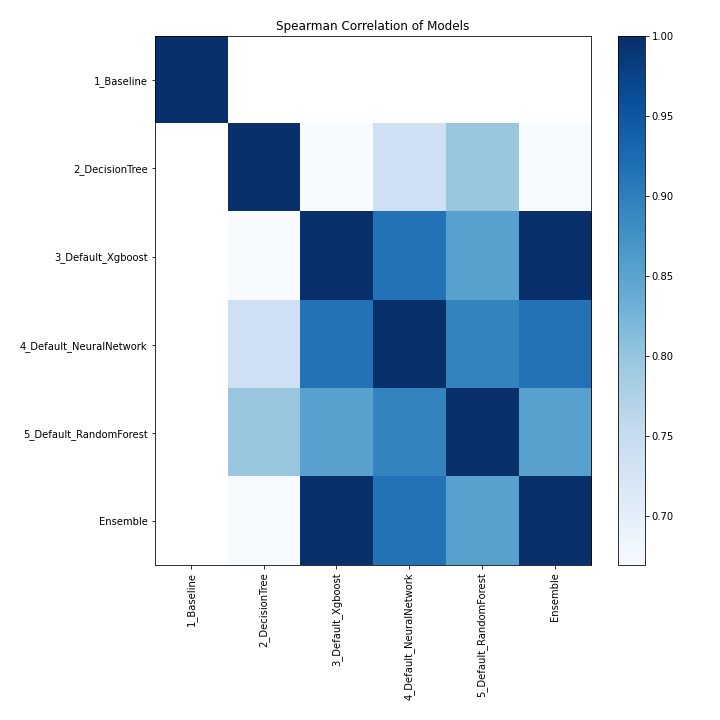 Spearman Correlation of Models
1_Baseline
2_DecisionTree
3_Default_Xgboost
4_Default_NeuralNetwork
5_Default_RandomForest
Ensemble
1_Baseline
2_DecisionTree
3_Default_Xgboost
4_Default_NeuralNetwork
5_Default_RandomForest
Ensemble
1.00
0.95
0.90
0.85
0.80
0.75
0.70